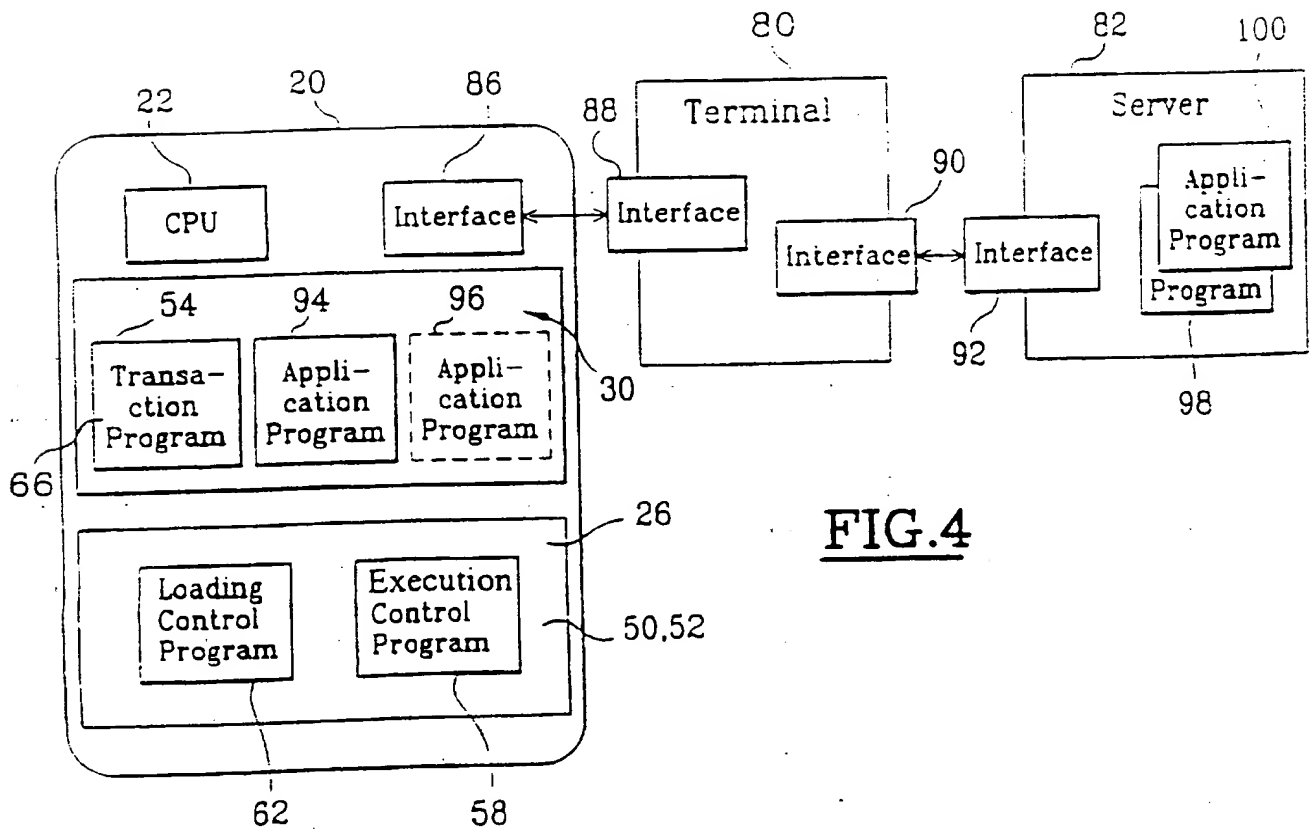 80
82
100
20
86
22
88
Terminal
Server
90
CPU
Interface
Interface
Appli-
cation
Program
Interface
Interface
Program
54
94
96
92
98
Transa-
ction
Program
Appli-
cation
Program
Appli-
cation
Program
30
66
26
FIG.4
Loading
Control
Program
Execution
Control
Program
50,52
62
58